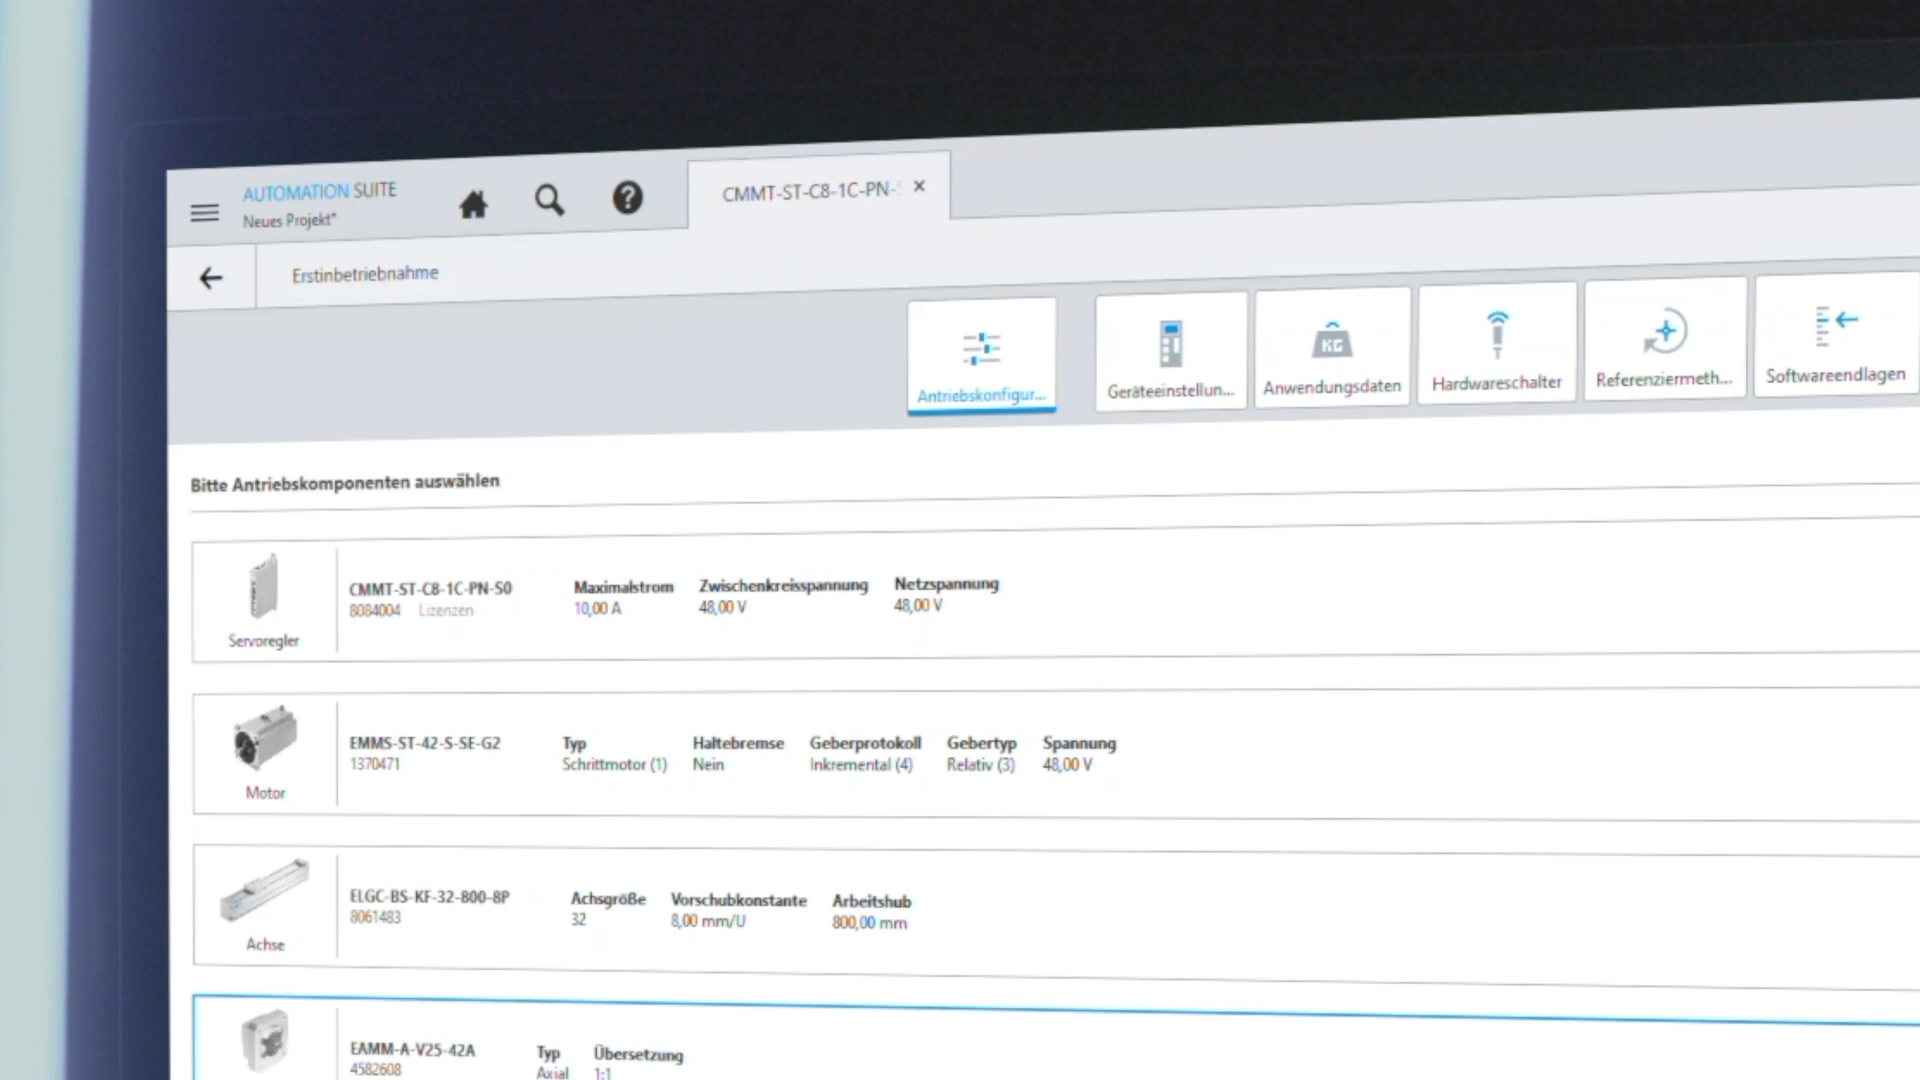 AUTOMATION SUITE
Neues Projekt*
CMMT-ST-C8-1C-PN-
Erstinbetriebnahme
Antriebskonfigur...
Geräteeinstellun...
Anwendungsdaten
KG
Hardwareschalter
Referenziermeth...
Softwareendlagen
Bitte Antriebskomponenten auswählen
Servoregler
CMMT-ST-C8-1C-PN-S0
8084004 Lizenzen
Maximalstrom
10,00 A
Zwischenkreisspannung
48,00 V
Netzspannung
48,00 V
Motor
EMMS-ST-42-S-SE-G2
1370471
Typ
Schrittmotor (1)
Haltebremse
Nein
Geberprotokoll
Inkremental (4)
Gebertyp
Relativ (3)
Spannung
48,00 V
Achse
ELGC-BS-KF-32-800-8P
8061483
Achsgröße
32
Vorschubkonstante
8,00 mm/U
Arbeitshub
800,00 mm
EAMM-A-V25-42A
4582608
Typ
Axial
Übersetzung
1:1